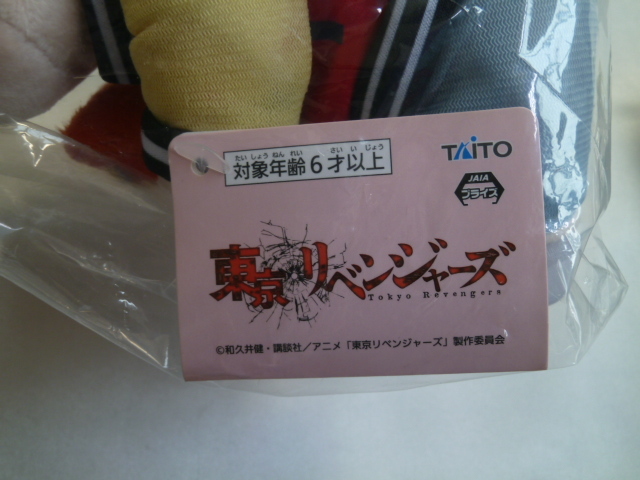 たいしょうねんれい さい いじょう
対象年齢6才以上
TAITO
JAIA
プライズ
東京リベンジャーズ
Tokyo Revengers
©和久井健・講談社／アニメ「東京リベンジャーズ」製作委員会